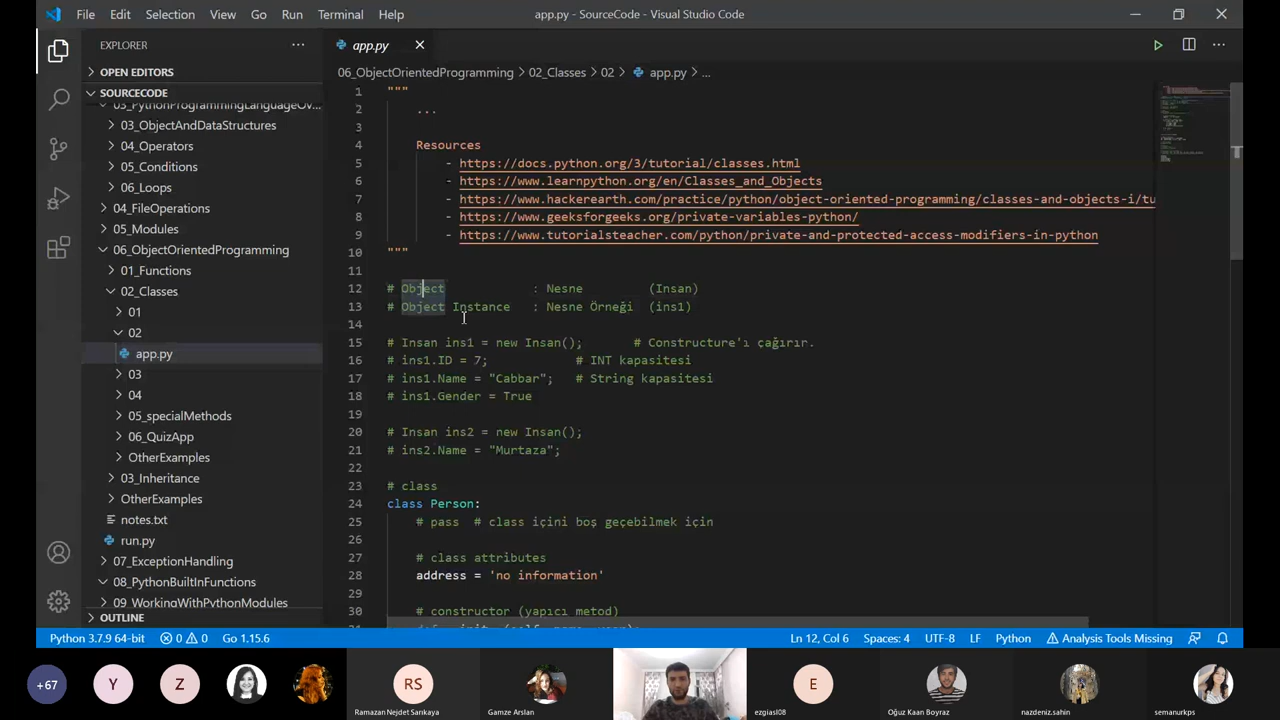 File Edit Selection View Go Run Terminal Help
app.py - SourceCode - Visual Studio Code
EXPLORER
OPEN EDITORS
SOURCECODE
03_PythonProgrammingLanguageOv...
03_ObjectAndDataStructures
04_Operators
05_Conditions
06_Loops
04_FileOperations
05_Modules
06_ObjectOrientedProgramming
01_Functions
02_Classes
01
02
app.py
03
04
05_specialMethods
06_QuizApp
OtherExamples
03_Inheritance
OtherExamples
notes.txt
run.py
07_ExceptionHandling
08_PythonBuiltInFunctions
09_WorkingWithPythonModules
OUTLINE
app.py
06_ObjectOrientedProgramming > 02_Classes > 02 > app.py > ...
1 """
2 ...
3
4 Resources
5 - https://docs.python.org/3/tutorial/classes.html
6 - https://www.learnpython.org/en/Classes_and_Objects
7 - https://www.hackerearth.com/practice/python/object-oriented-programming/classes-and-objects-i/tu
8 - https://www.geeksforgeeks.org/private-variables-python/
9 - https://www.tutorialsteacher.com/python/private-and-protected-access-modifiers-in-python
10 """
11
12 # Object : Nesne (Insan)
13 # Object Instance : Nesne Örneği (ins1)
14
15 # Insan ins1 = new Insan(); # Constructure'ı çağırır.
16 # ins1.ID = 7; # INT kapasitesi
17 # ins1.Name = "Cabbar"; # String kapasitesi
18 # ins1.Gender = True
19
20 # Insan ins2 = new Insan();
21 # ins2.Name = "Murtaza";
22
23 # class
24 class Person:
25 # pass # class içini boş geçebilmek için
26
27 # class attributes
28 address = 'no information'
29
30 # constructor (yapıcı metod)
Python 3.7.9 64-bit 0 0 Go 1.15.6
Ln 12, Col 6 Spaces: 4 UTF-8 LF Python Analysis Tools Missing
+67 Y Z RS E
Ramazan Nejdet Sarıkaya
Gamze Arslan
ezgiasl08
Oğuz Kaan Boyraz
nazdeniz.sahin
semanurkps